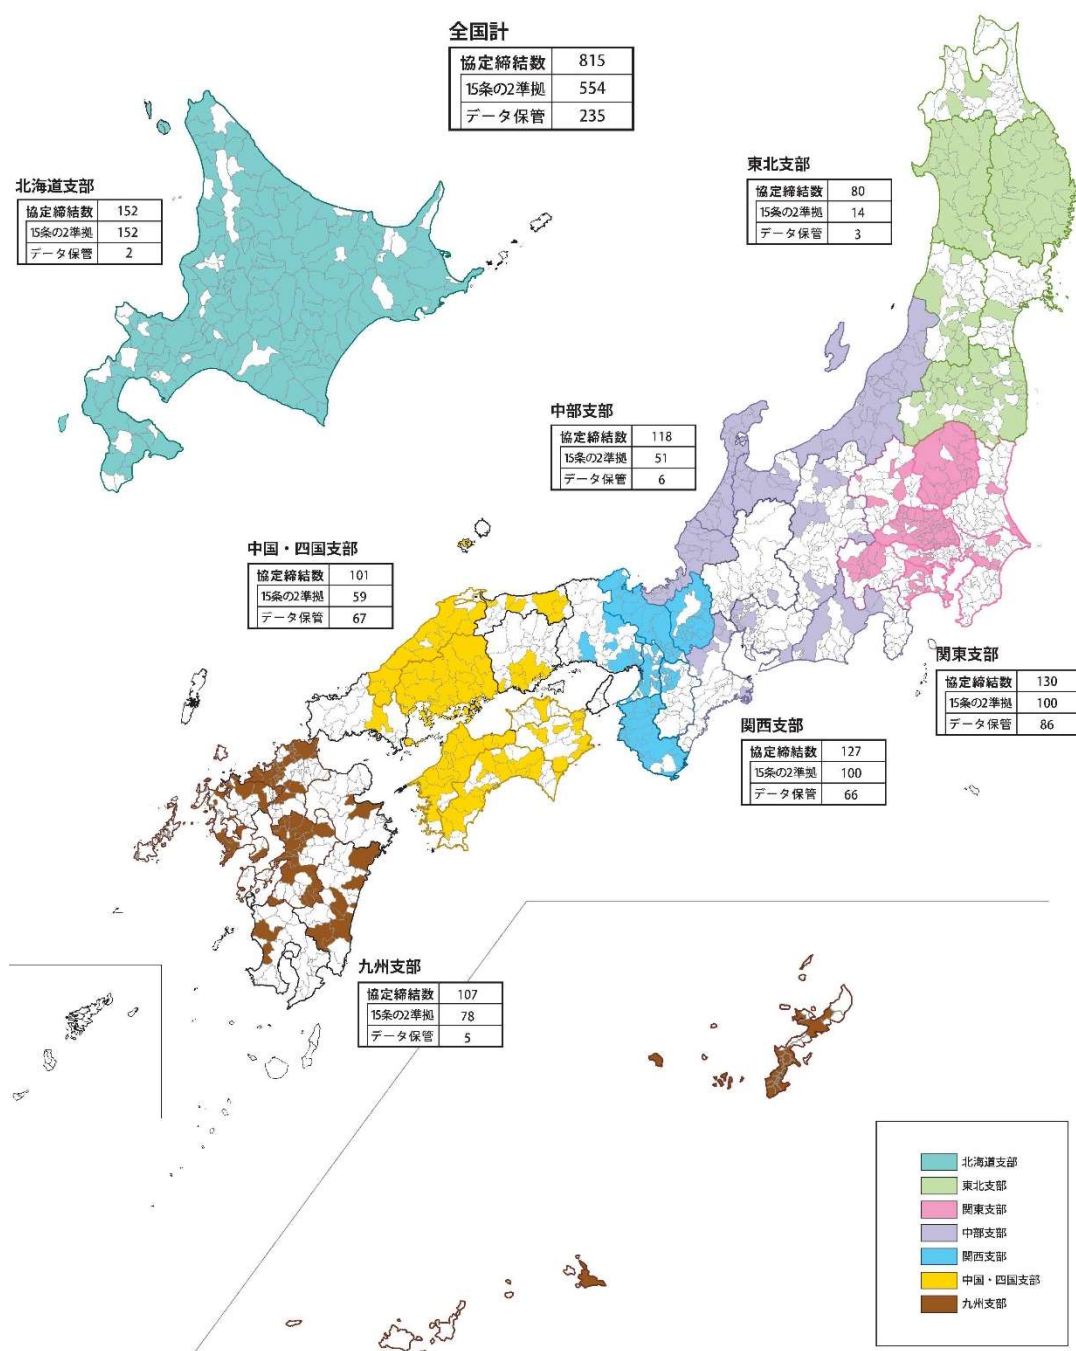 全国計
協定締結数 815
15条の2準拠 554
データ保管 235
北海道支部
協定締結数 152
15条の2準拠 152
データ保管 2
東北支部
協定締結数 80
15条の2準拠 14
データ保管 3
中部支部
協定締結数 118
15条の2準拠 51
データ保管 6
中国・四国支部
協定締結数 101
15条の2準拠 59
データ保管 67
関東支部
協定締結数 130
15条の2準拠 100
データ保管 86
関西支部
協定締結数 127
15条の2準拠 100
データ保管 66
九州支部
協定締結数 107
15条の2準拠 78
データ保管 5
北海道支部
東北支部
関東支部
中部支部
関西支部
中国・四国支部
九州支部